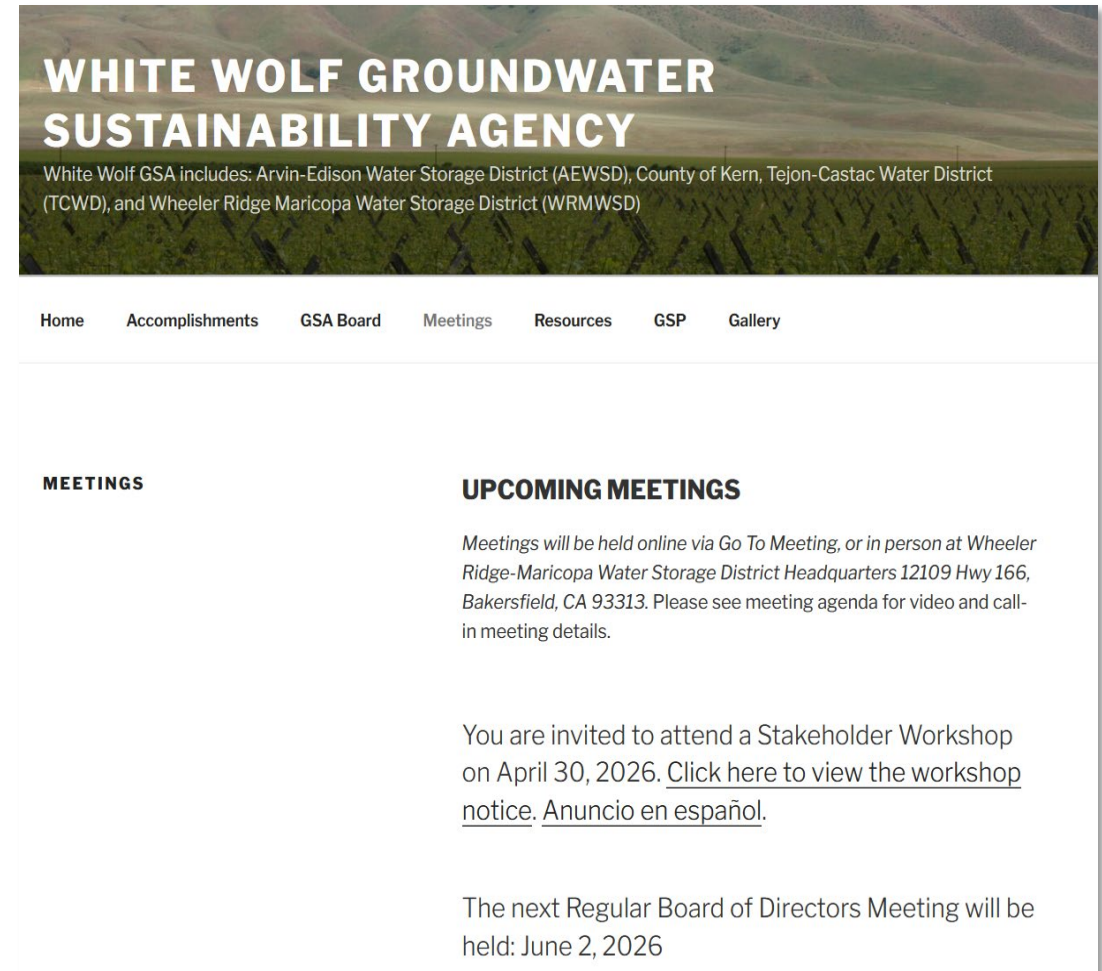 WHITE WOLF GROUNDWATER
SUSTAINABILITY AGENCY
White Wolf GSA includes: Arvin-Edison Water Storage District (AEWSD), County of Kern, Tejon-Castac Water District
(TCWD), and Wheeler Ridge Maricopa Water Storage District (WRMWSD)
Home Accomplishments GSA Board Meetings Resources GSP Gallery
MEETINGS
UPCOMING MEETINGS
Meetings will be held online via Go To Meeting, or in person at Wheeler
Ridge-Maricopa Water Storage District Headquarters 12109 Hwy 166,
Bakersfield, CA 93313. Please see meeting agenda for video and call-
in meeting details.
You are invited to attend a Stakeholder Workshop
on April 30, 2026. Click here to view the workshop
notice. Anuncio en español.
The next Regular Board of Directors Meeting will be
held: June 2, 2026